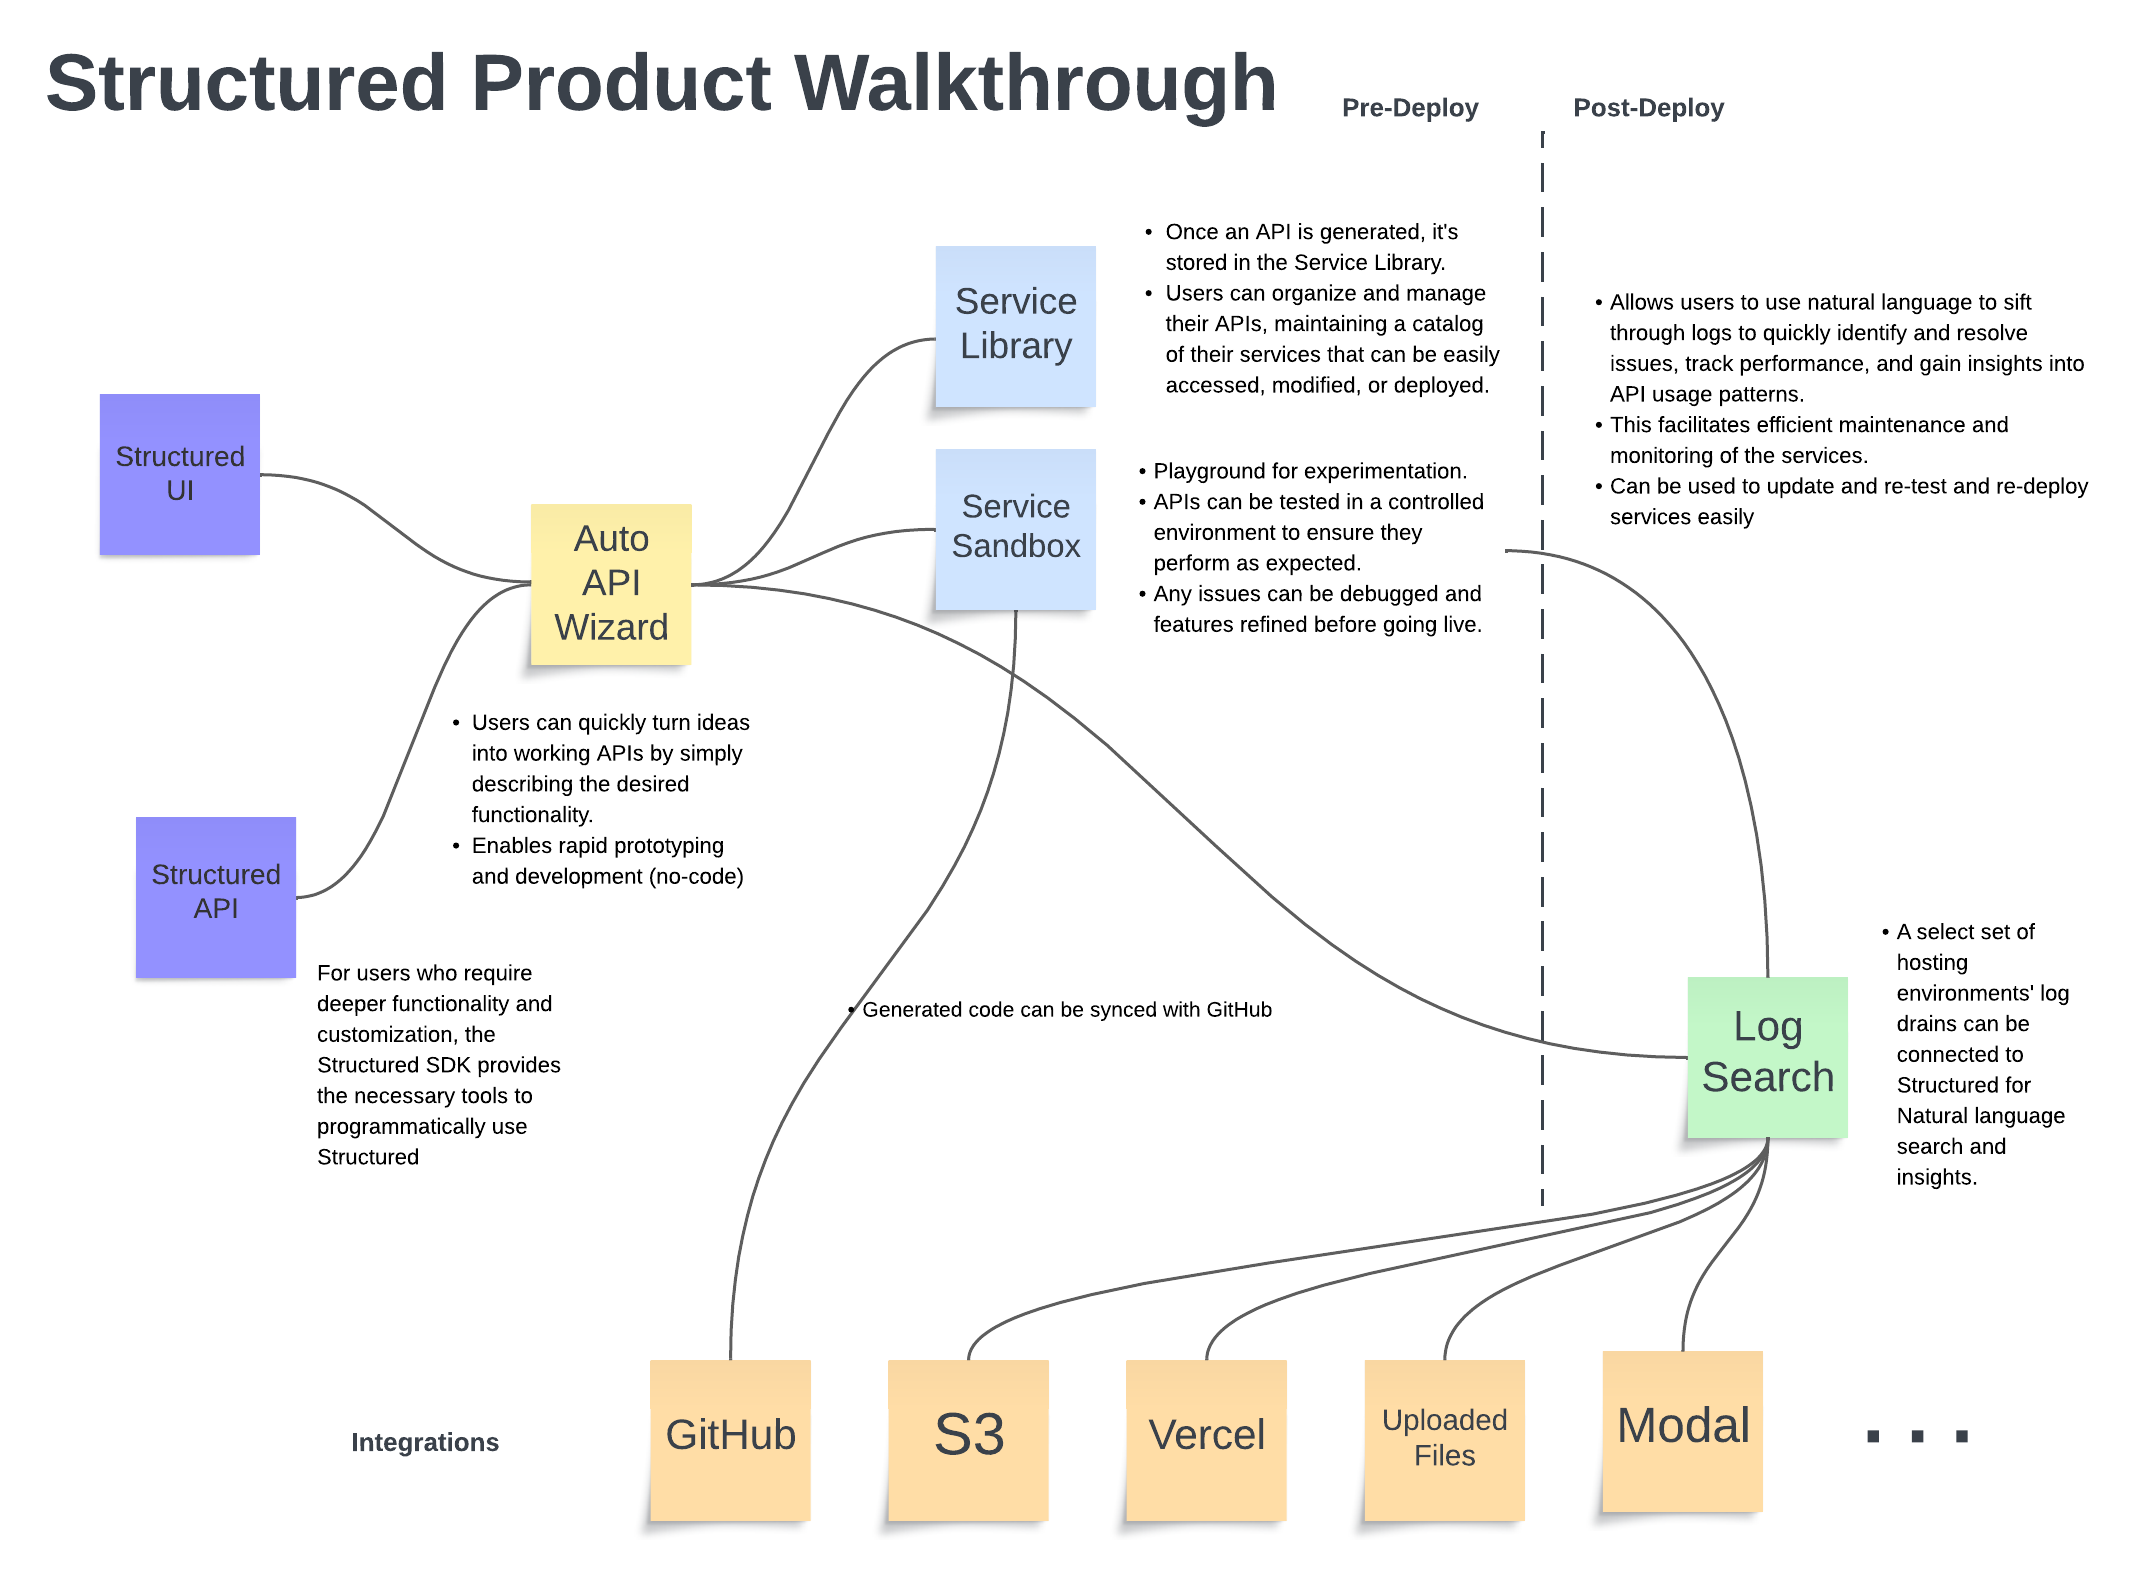 Structured Product Walkthrough
Pre-Deploy
Post-Deploy
Service
Library
• Once an API is generated, it's
stored in the Service Library.
• Users can organize and manage
their APIs, maintaining a catalog
of their services that can be easily
accessed, modified, or deployed.
• Allows users to use natural language to sift
through logs to quickly identify and resolve
issues, track performance, and gain insights into
API usage patterns.
• This facilitates efficient maintenance and
monitoring of the services.
• Can be used to update and re-test and re-deploy
services easily
Structured
UI
Auto
API
Wizard
Service
Sandbox
• Playground for experimentation.
• APIs can be tested in a controlled
environment to ensure they
perform as expected.
• Any issues can be debugged and
features refined before going live.
• Users can quickly turn ideas
into working APIs by simply
describing the desired
functionality.
• Enables rapid prototyping
and development (no-code)
Structured
API
For users who require
deeper functionality and
customization, the
Structured SDK provides
the necessary tools to
programmatically use
Structured
• Generated code can be synced with GitHub
Log
Search
• A select set of
hosting
environments' log
drains can be
connected to
Structured for
Natural language
search and
insights.
Integrations
GitHub
S3
Vercel
Uploaded
Files
Modal
. . .